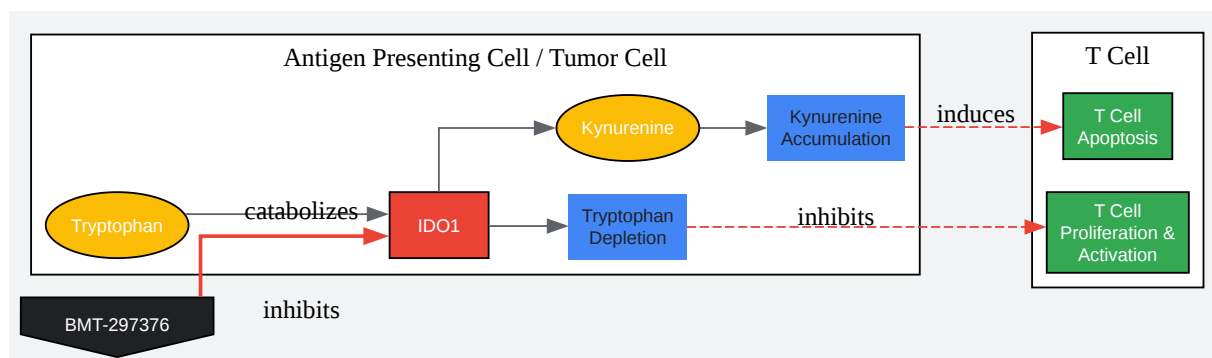 Antigen Presenting Cell / Tumor Cell
T Cell
Kynurenine
Kynurenine
Accumulation
induces
T Cell
Apoptosis
Tryptophan
catabolizes
IDO1
Tryptophan
Depletion
inhibits
T Cell
Proliferation &
Activation
BMT-297376
inhibits